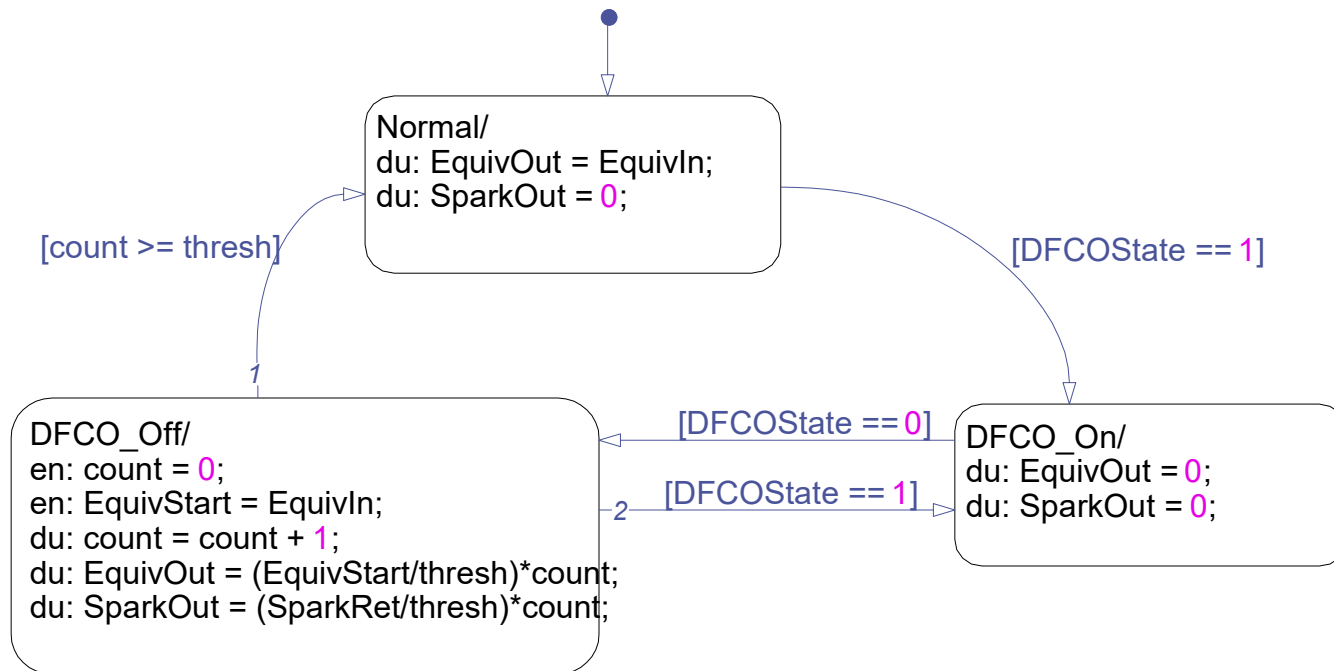 Normal/
du: EquivOut = EquivIn;
du: SparkOut = 0;
[count >= thresh]
[DFCOState == 1]
1
DFCO_Off/
en: count = 0;
en: EquivStart = EquivIn;
du: count = count + 1;
du: EquivOut = (EquivStart/thresh)*count;
du: SparkOut = (SparkRet/thresh)*count;
[DFCOState == 0]
2
[DFCOState == 1]
DFCO_On/
du: EquivOut = 0;
du: SparkOut = 0;